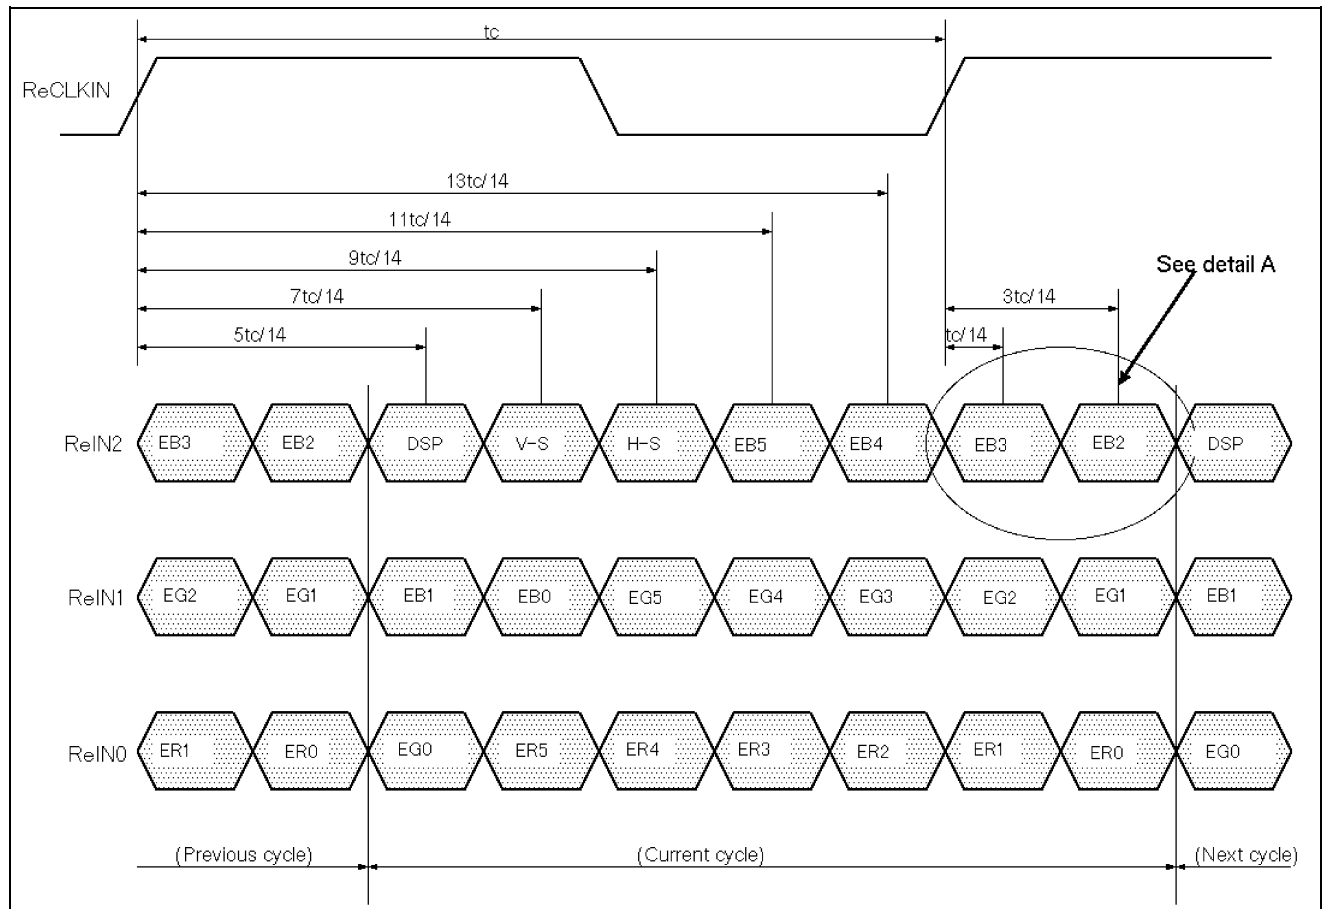 tc
ReCLKIN
13tc/14
11tc/14
9tc/14
See detail A
7tc/14
3tc/14
5tc/14
tc/14
ReIN2 EB3 EB2 DSP V-S H-S EB5 EB4 EB3 EB2 DSP
ReIN1 EG2 EG1 EB1 EB0 EG5 EG4 EG3 EG2 EG1 EB1
ReIN0 ER1 ER0 EG0 ER5 ER4 ER3 ER2 ER1 ER0 EG0
(Previous cycle) (Current cycle) (Next cycle)